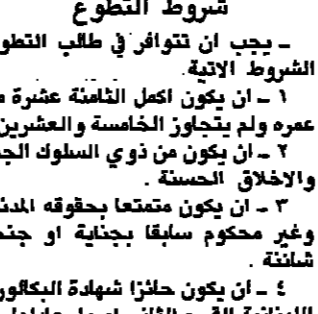 شروط التطوع
ـ يجب ان تتوافر في طالب التطو
الشروط الاتية.
١ ـ ان يكون اكمل الثامنة عشرة م
عمره ولم يتجاوز الخامسة والعشرين
٢ ـ ان يكون من ذوي السلوك الج
والاخلاق الحسنة .
٣ ـ ان يكون متمتعا بحقوقه المدن
وغير محكوم سابقا بجناية او جنح
شائنة .
٤ ـ أن يكون حائزا شهادة البكالور